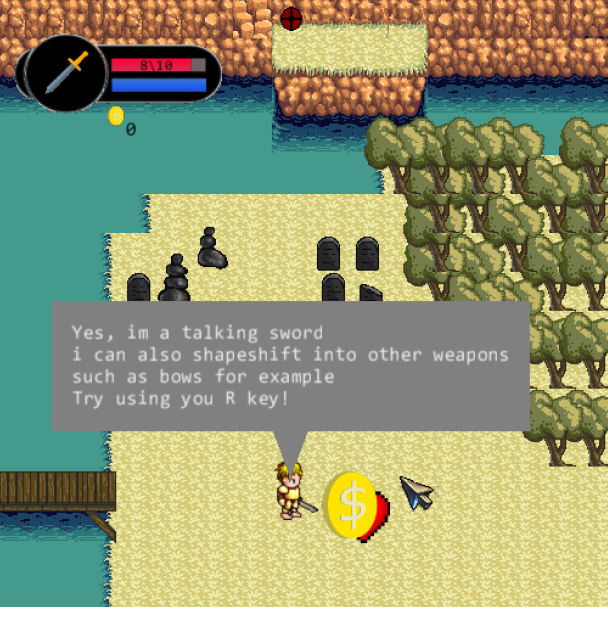 8\10
0
Yes, im a talking sword
i can also shapeshift into other weapons
such as bows for example
Try using you R key!
$